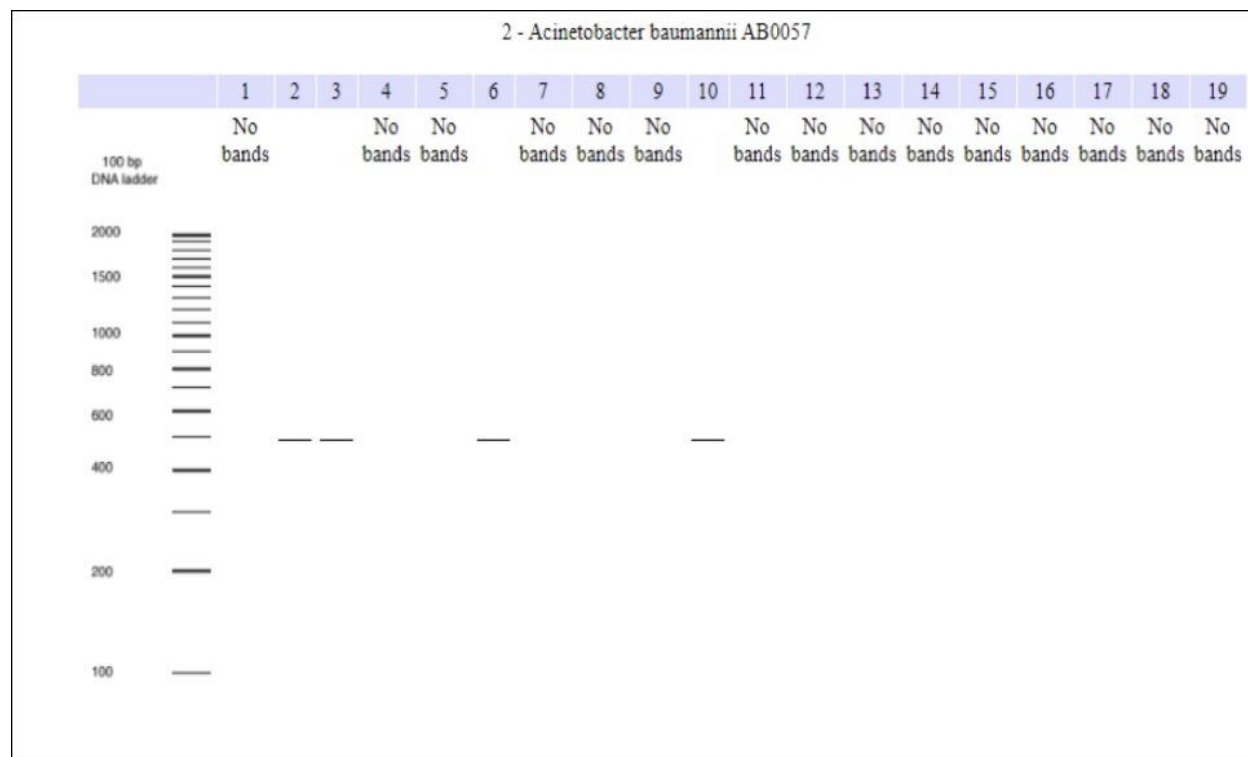 2 - Acinetobacter baumannii AB0057
1 2 3 4 5 6 7 8 9 10 11 12 13 14 15 16 17 18 19
No No No No No No No No No No No No No No No
bands bands bands bands bands bands bands bands bands bands bands bands bands bands bands
100 bp
DNA ladder
2000
1500
1000
800
600
400
200
100